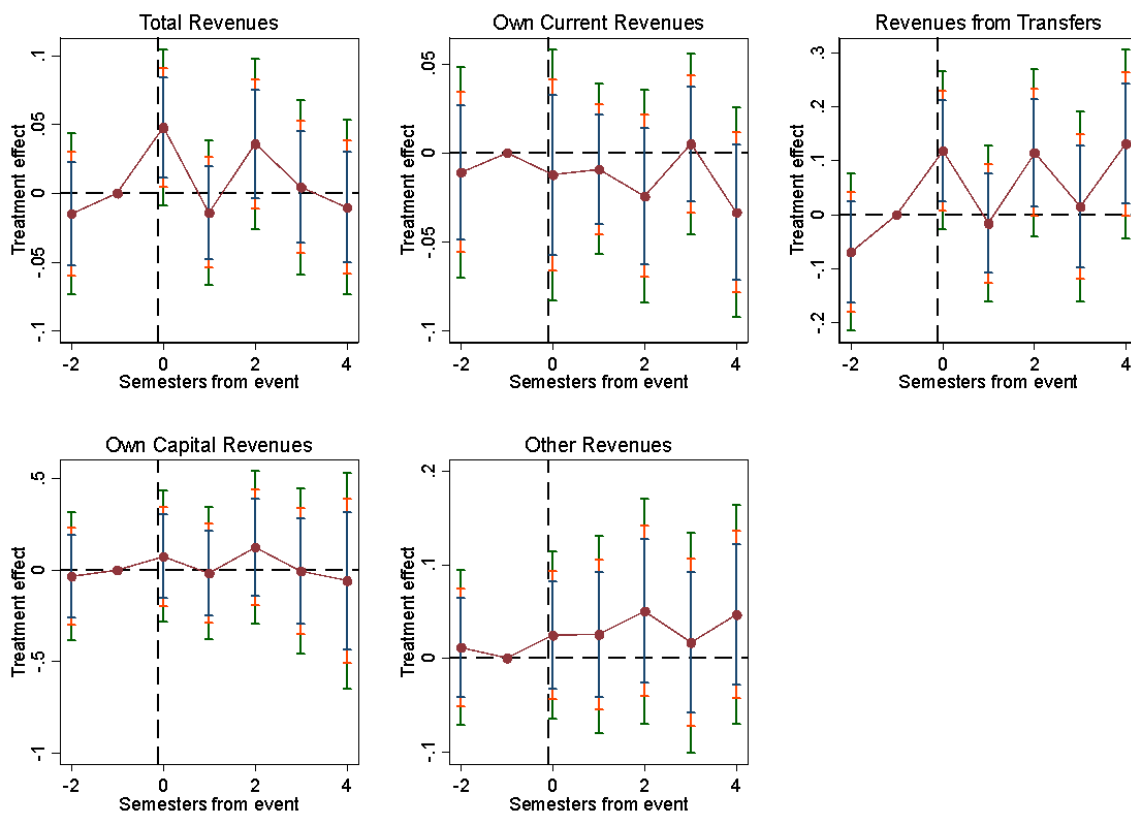 Total Revenues
Treatment effect
.1
.05
0
-.05
-.1
-2
0
2
4
Semesters from event
Own Current Revenues
Treatment effect
.05
0
-.05
-.1
-2
0
2
4
Semesters from event
Revenues from Transfers
Treatment effect
.3
.2
.1
0
-.1
-.2
-2
0
2
4
Semesters from event
Own Capital Revenues
Treatment effect
.5
0
-.5
-1
-2
0
2
4
Semesters from event
Other Revenues
Treatment effect
.2
.1
0
-.1
-2
0
2
4
Semesters from event